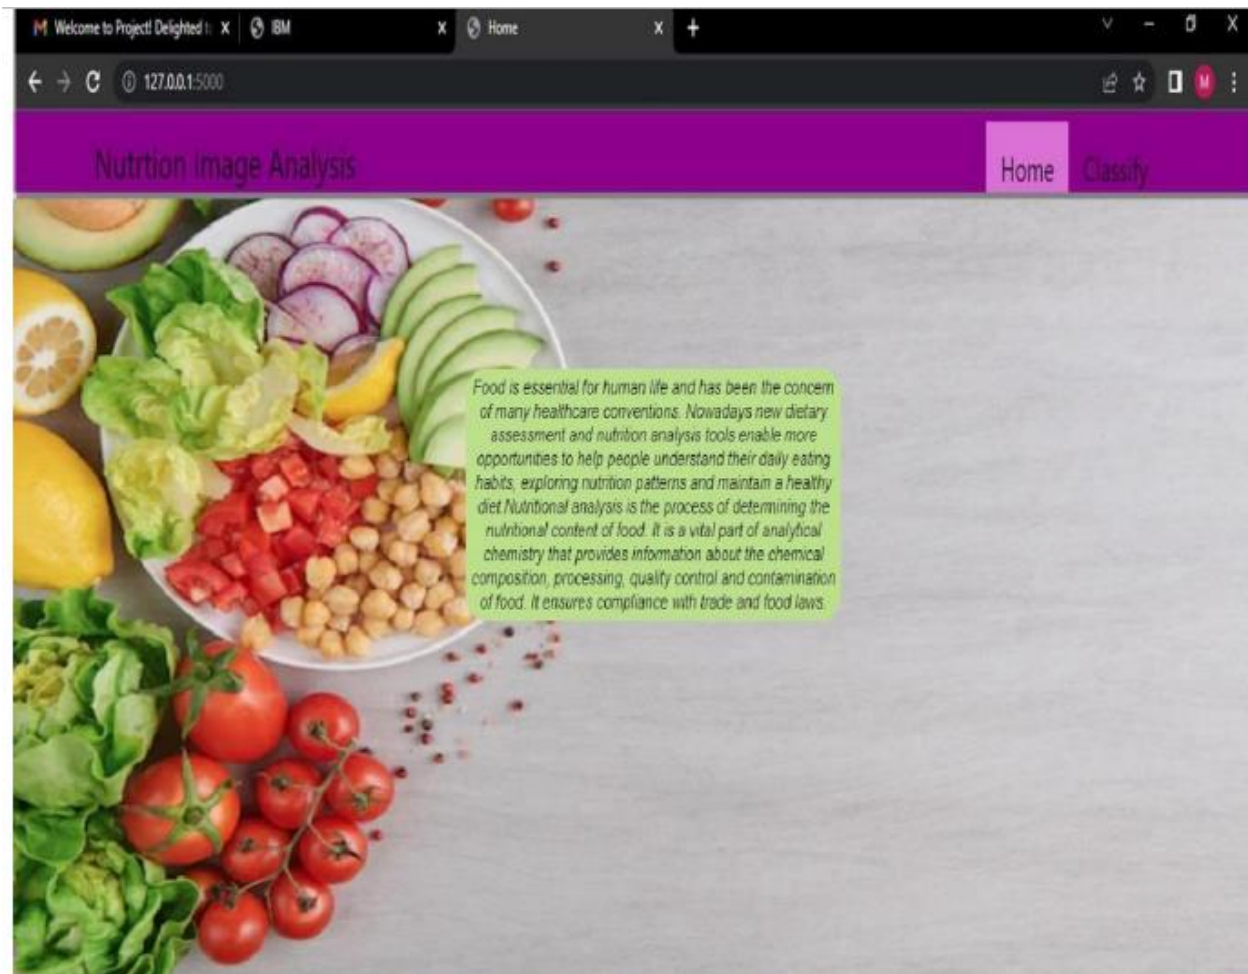 Welcome to Project! Delighted t
IBM
Home
127.0.0.1:5000
M
Nutrtion Image Analysis
Home
Classify
Food is essential for human life and has been the concern
of many healthcare conventions. Nowadays new dietary
assessment and nutrition analysis tools enable more
opportunities to help people understand their daily eating
habits, exploring nutrition patterns and maintain a healthy
diet.Nutritional analysis is the process of determining the
nutritional content of food. It is a vital part of analytical
chemistry that provides information about the chemical
composition, processing, quality control and contamination
of food. It ensures compliance with trade and food laws.